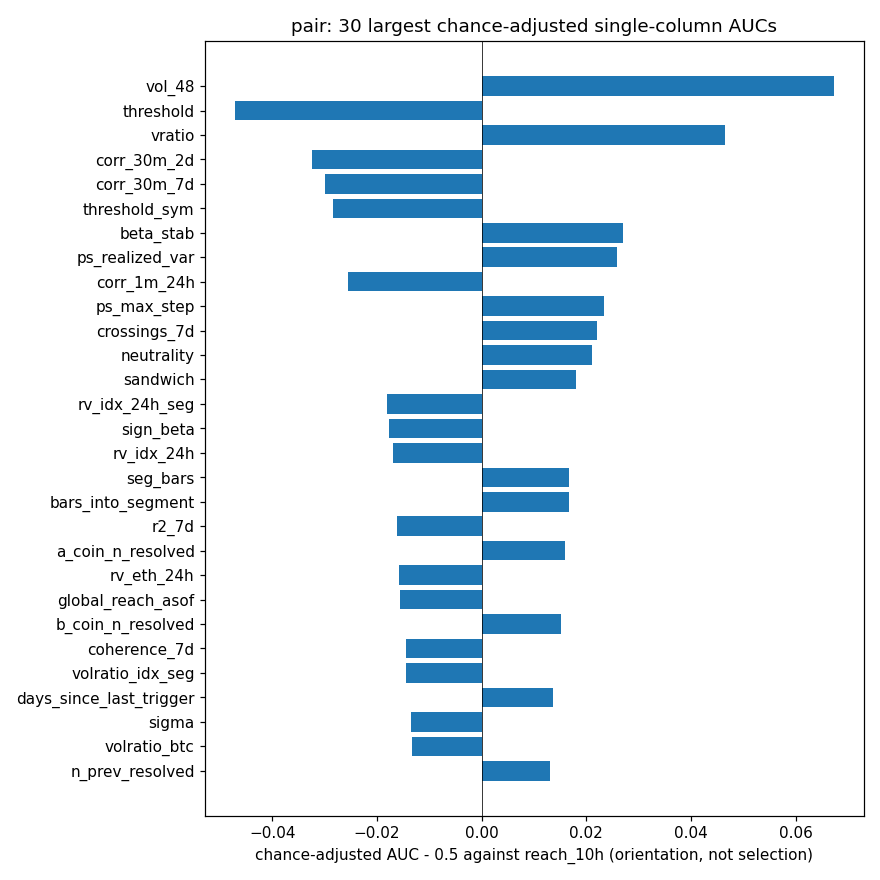 pair: 30 largest chance-adjusted single-column AUCs
vol_48
threshold
vratio
corr_30m_2d
corr_30m_7d
threshold_sym
beta_stab
ps_realized_var
corr_1m_24h
ps_max_step
crossings_7d
neutrality
sandwich
rv_idx_24h_seg
sign_beta
rv_idx_24h
seg_bars
bars_into_segment
r2_7d
a_coin_n_resolved
rv_eth_24h
global_reach_asof
b_coin_n_resolved
coherence_7d
volratio_idx_seg
days_since_last_trigger
sigma
volratio_btc
n_prev_resolved
−0.04 −0.02 0.00 0.02 0.04 0.06
chance-adjusted AUC - 0.5 against reach_10h (orientation, not selection)